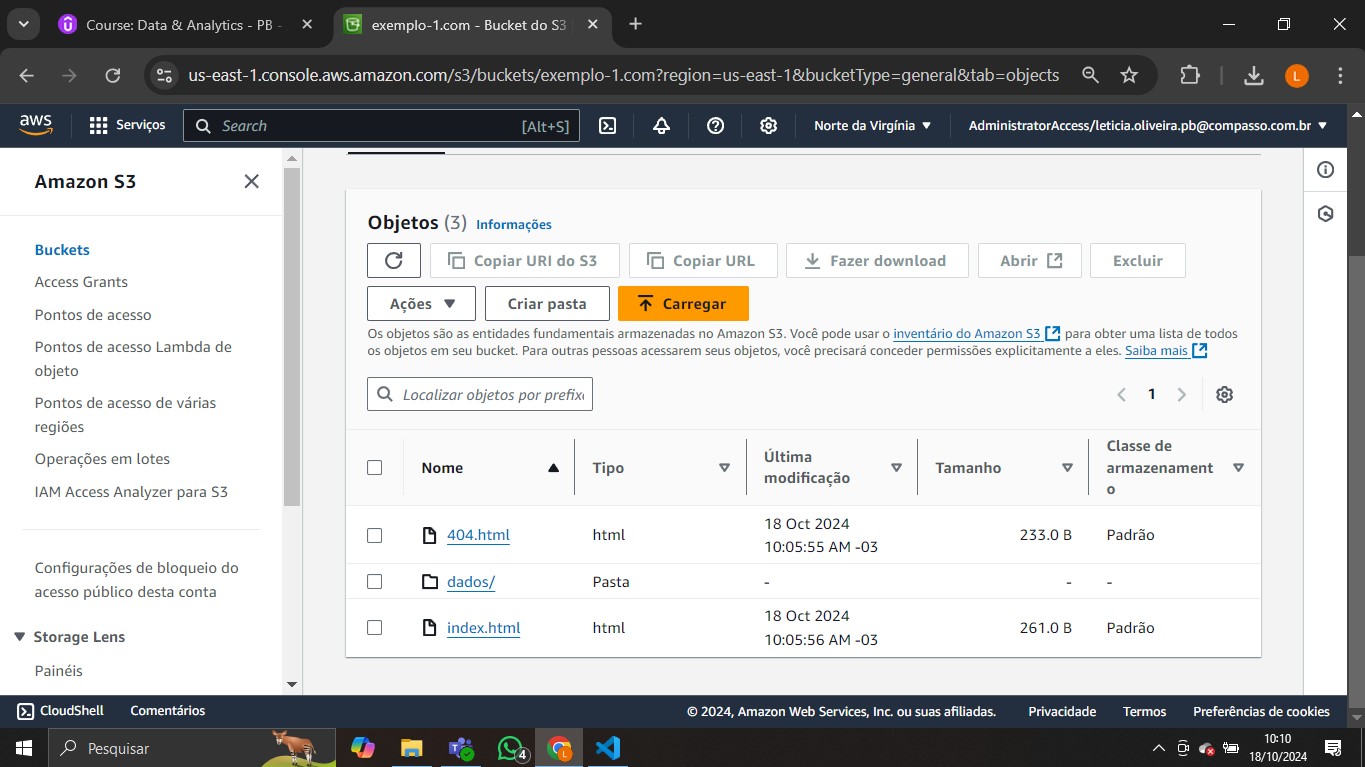 Course: Data & Analytics - PB -
exemplo-1.com - Bucket do S3
us-east-1.console.aws.amazon.com/s3/buckets/exemplo-1.com?region=us-east-1&bucketType=general&tab=objects
L
aws
Serviços
Search
[Alt+S]
Norte da Virgínia
AdministratorAccess/leticia.oliveira.pb@compasso.com.br
Amazon S3
Buckets
Access Grants
Pontos de acesso
Pontos de acesso Lambda de
objeto
Pontos de acesso de várias
regiões
Operações em lotes
IAM Access Analyzer para S3
Configurações de bloqueio do
acesso público desta conta
Storage Lens
Painéis
Objetos (3) Informações
Copiar URI do S3
Copiar URL
Fazer download
Abrir
Excluir
Ações
Criar pasta
Carregar
Os objetos são as entidades fundamentais armazenadas no Amazon S3. Você pode usar o inventário do Amazon S3 para obter uma lista de todos
os objetos em seu bucket. Para outras pessoas acessarem seus objetos, você precisará conceder permissões explicitamente a eles. Saiba mais
Localizar objetos por prefixo
1
Nome
Tipo
Última
modificação
Tamanho
Classe de
armazenament
o
404.html
html
18 Oct 2024
10:05:55 AM -03
233.0 B
Padrão
dados/
Pasta
-
-
-
index.html
html
18 Oct 2024
10:05:56 AM -03
261.0 B
Padrão
CloudShell
Comentários
© 2024, Amazon Web Services, Inc. ou suas afiliadas.
Privacidade
Termos
Preferências de cookies
Pesquisar
4
L
10:10
18/10/2024